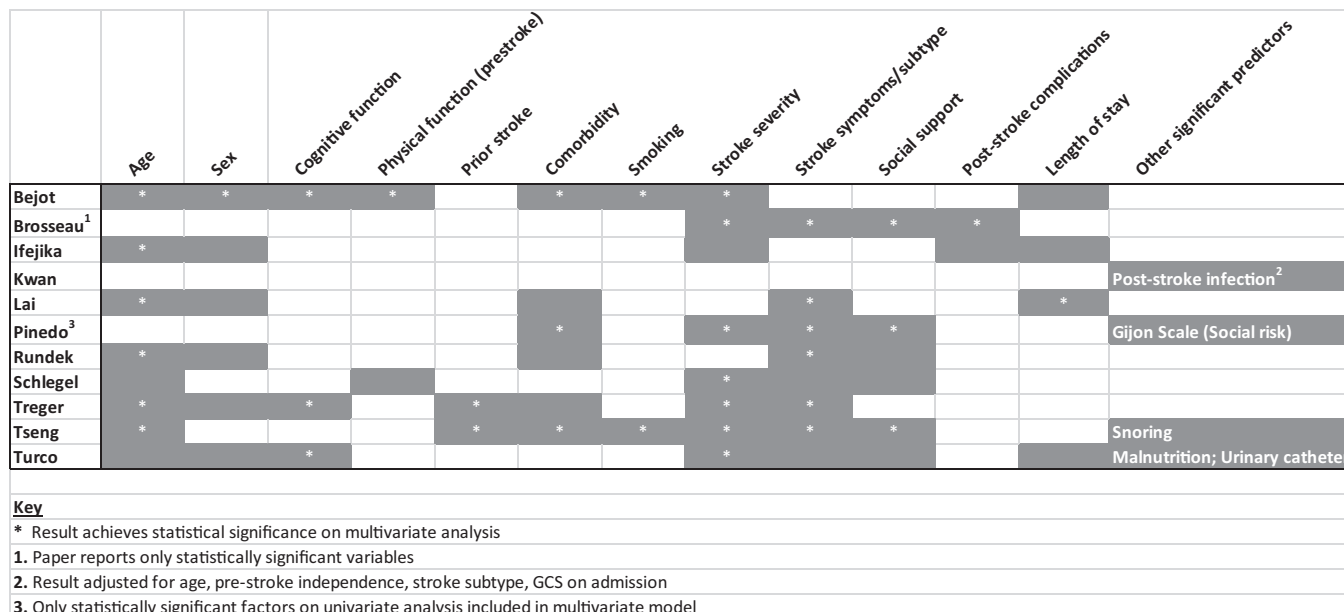 Age Sex Cognitive function Physical function (prestroke) Prior stroke Comorbidity Smoking Stroke severity Stroke symptoms/subtype Social support Post-stroke complications Length of stay Other significant predictors
Bejot * * * * * * *
Brosseau1 * * * *
Ifejika *
Kwan Post-stroke infection2
Lai * * *
Pinedo3 * * * * Gijon Scale (Social risk)
Rundek * *
Schlegel *
Treger * * * * *
Tseng * * * * * * * Snoring
Turco * * Malnutrition; Urinary catheter
Key
* Result achieves statistical significance on multivariate analysis
1. Paper reports only statistically significant variables
2. Result adjusted for age, pre-stroke independence, stroke subtype, GCS on admission
3. Only statistically significant factors on univariate analysis included in multivariate model